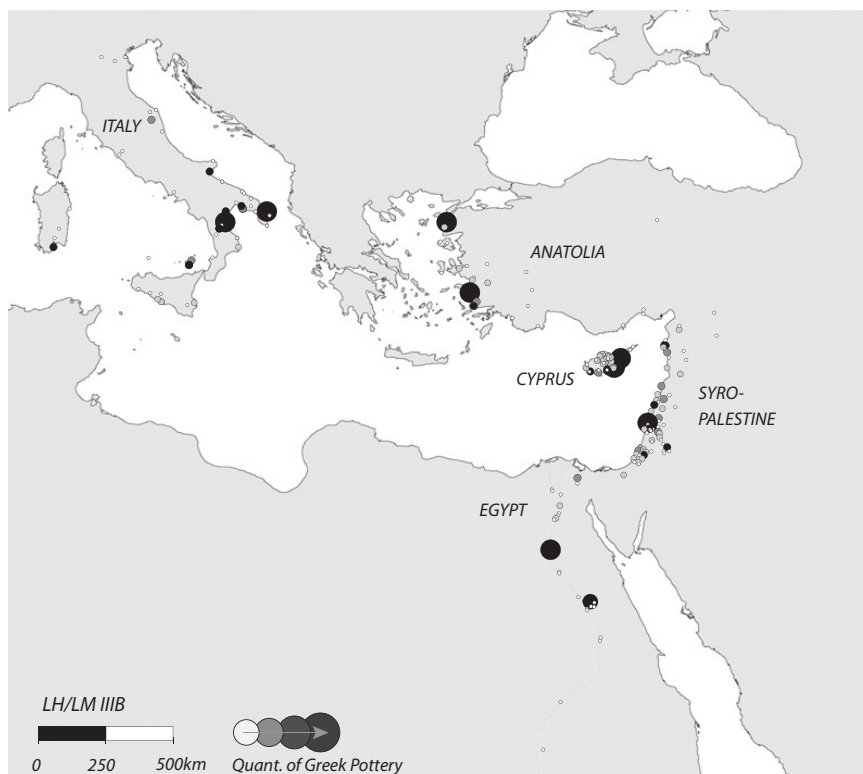 ITALY
ANATOLIA
CYPRUS
SYRO-
PALESTINE
EGYPT
LH/LM IIIB
0 250 500km
Quant. of Greek Pottery